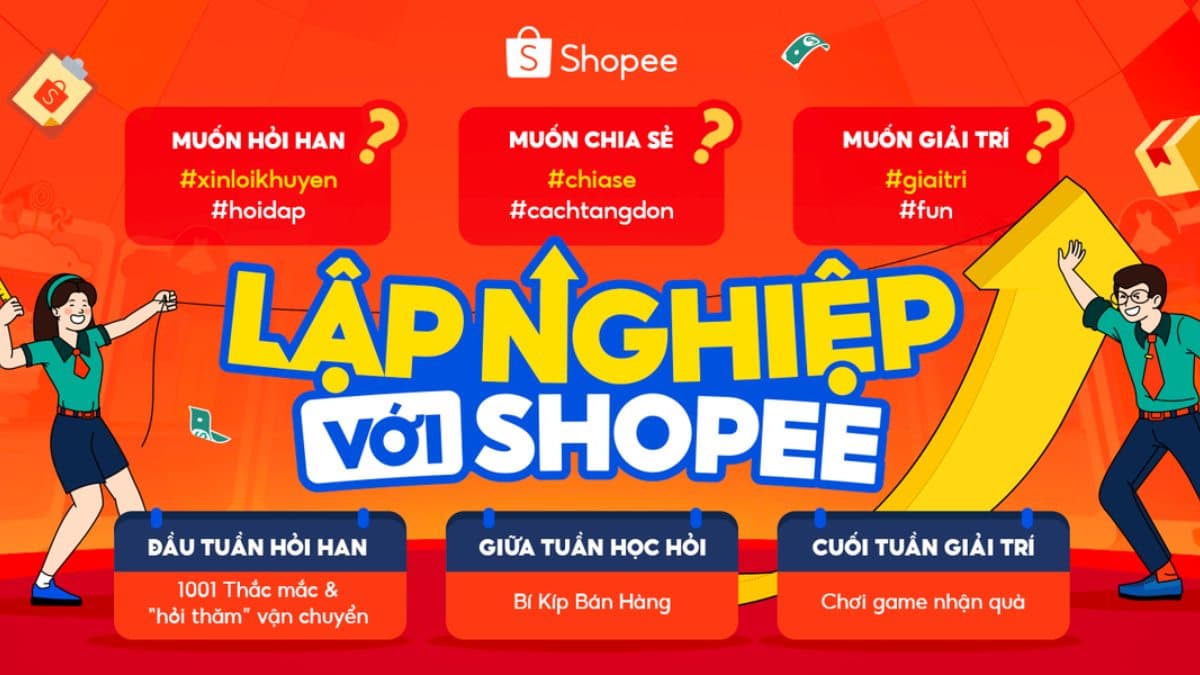 Shopee
MUỐN HỎI HAN ?
#xinloikhuyen
#hoidap
MUỐN CHIA SẺ ?
#chiase
#cachtangdon
MUỐN GIẢI TRÍ ?
#giaitri
#fun
LẬP NGHIỆP
VỚI SHOPEE
ĐẦU TUẦN HỎI HAN
1001 Thắc mắc &
"hỏi thăm" vận chuyển
GIỮA TUẦN HỌC HỎI
Bí Kíp Bán Hàng
CUỐI TUẦN GIẢI TRÍ
Chơi game nhận quà